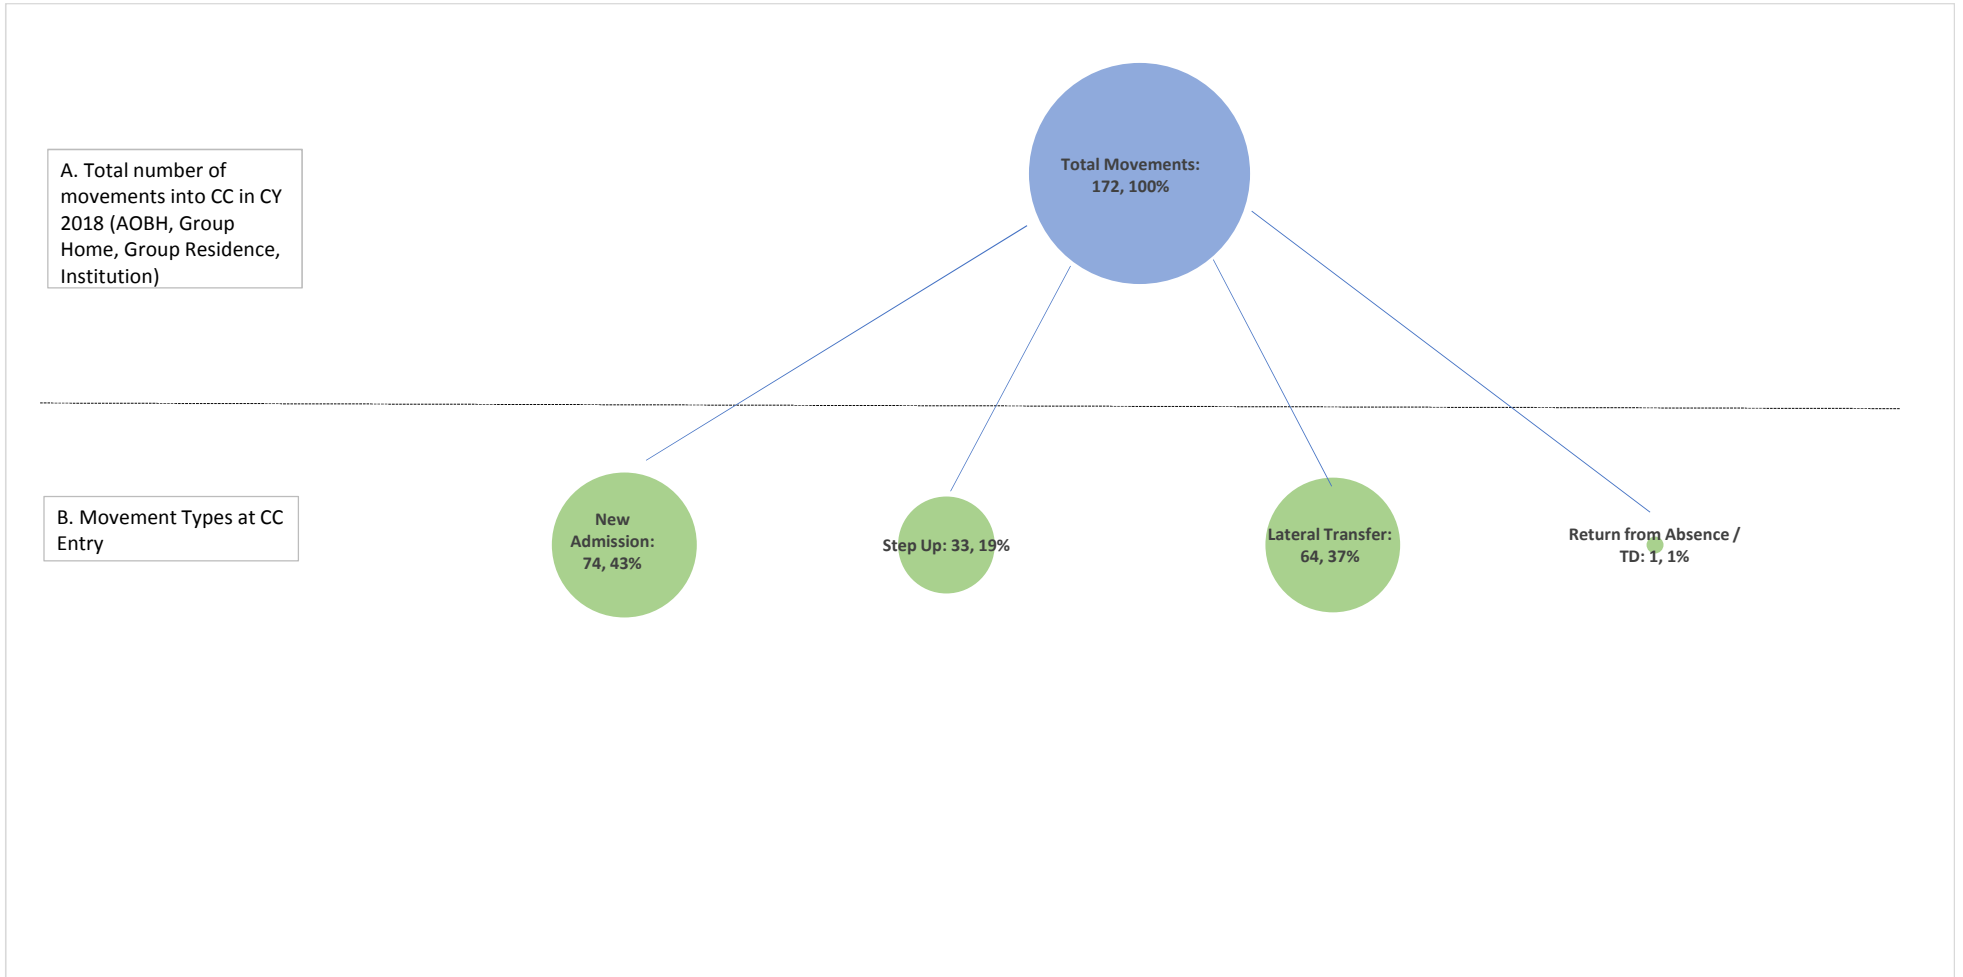 Total Movements:
172, 100%
A. Total number of
movements into CC in CY
2018 (AOBH, Group
Home, Group Residence,
Institution)
B. Movement Types at CC
Entry
New
Admission:
74, 43%
Step Up: 33, 19%
Lateral Transfer:
64, 37%
Return from Absence /
TD: 1, 1%